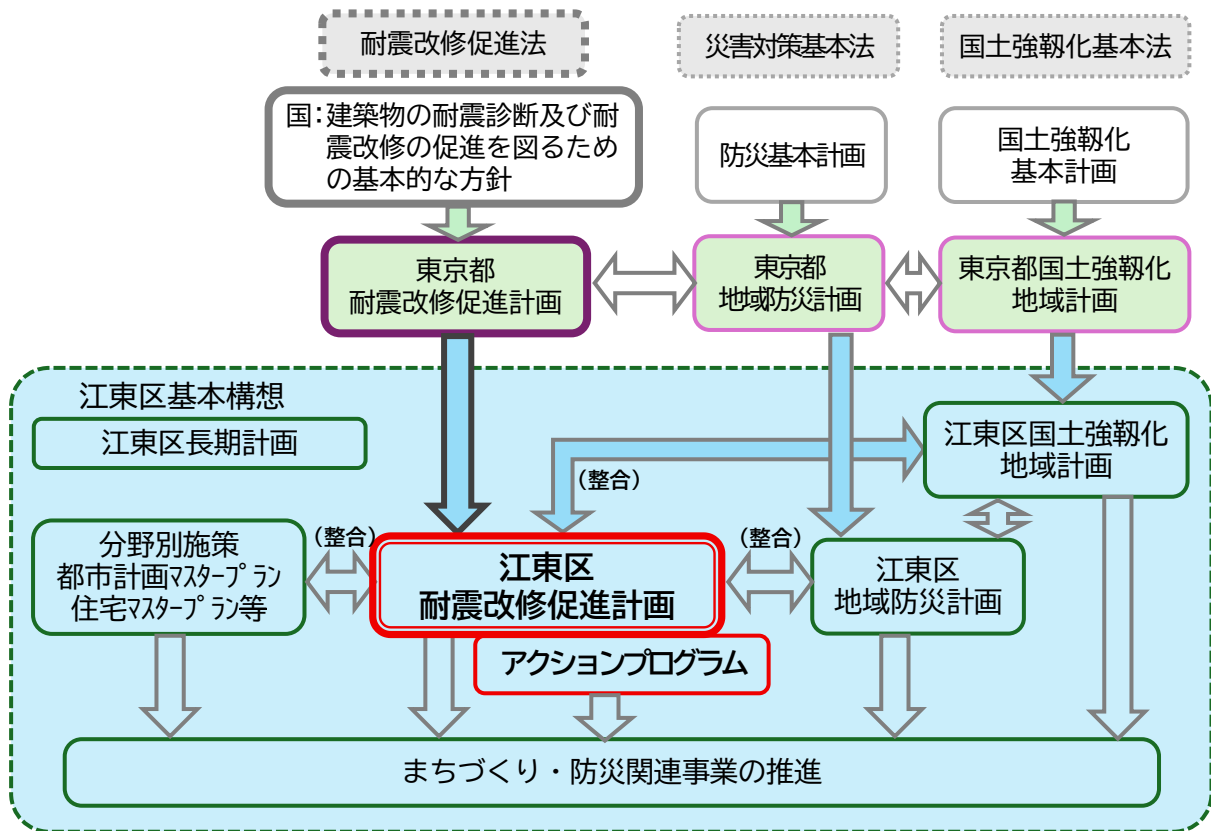 耐震改修促進法
災害対策基本法
国土強靱化基本法
国：建築物の耐震診断及び耐
震改修の促進を図るため
の基本的な方針
防災基本計画
国土強靱化
基本計画
東京都
耐震改修促進計画
東京都
地域防災計画
東京都国土強靱化
地域計画
江東区基本構想
江東区長期計画
江東区国土強靱化
地域計画
（整合）
分野別施策
都市計画ﾏｽﾀｰﾌﾟﾗﾝ
住宅ﾏｽﾀｰﾌﾟﾗﾝ等
（整合）
江東区
耐震改修促進計画
（整合）
江東区
地域防災計画
アクションプログラム
まちづくり・防災関連事業の推進